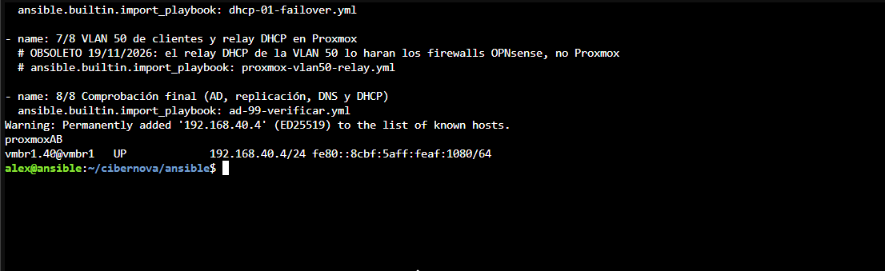 ansible.builtin.import_playbook: dhcp-01-failover.yml

- name: 7/8 VLAN 50 de clientes y relay DHCP en Proxmox
  # OBSOLETO 19/11/2026: el relay DHCP de la VLAN 50 lo haran los firewalls OPNsense, no Proxmox
  # ansible.builtin.import_playbook: proxmox-vlan50-relay.yml

- name: 8/8 Comprobación final (AD, replicación, DNS y DHCP)
  ansible.builtin.import_playbook: ad-99-verificar.yml
Warning: Permanently added '192.168.40.4' (ED25519) to the list of known hosts.
proxmoxAB
vmbr1.40@vmbr1   UP             192.168.40.4/24 fe80::8cbf:5aff:feaf:1080/64
alex@ansible:~/cibernova/ansible$